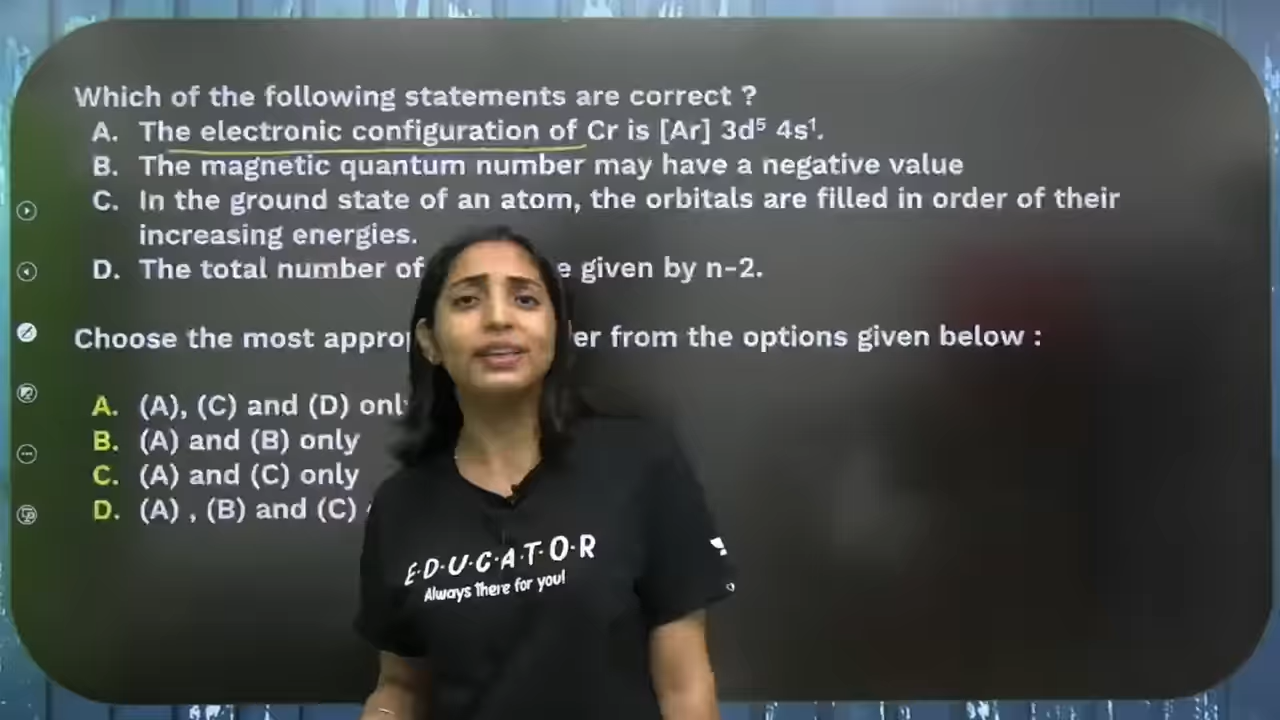 Which of the following statements are correct ?
A. The electronic configuration of Cr is [Ar] 3d⁵ 4s¹.
B. The magnetic quantum number may have a negative value
C. In the ground state of an atom, the orbitals are filled in order of their
increasing energies.
D. The total number of given by n-2.
Choose the most from the options given below :
A. (A), (C) and (D)
B. (A) and (B) only
C. (A) and (C) only
D. (A) , (B) and (C)
E·D·U·C·A·T·O·R
Always There for you!